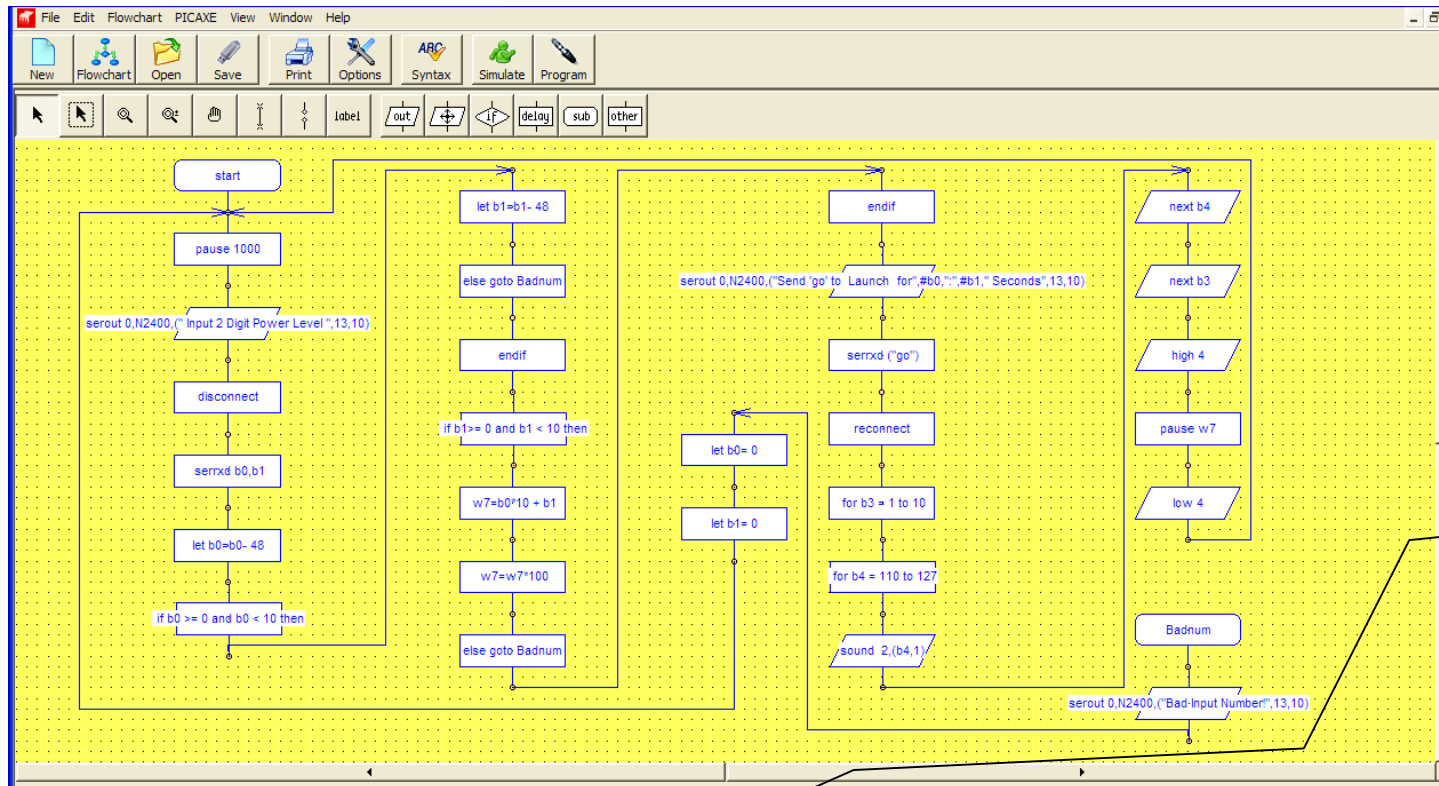 File Edit Flowchart PICAXE View Window Help
New Flowchart Open Save Print Options Syntax Simulate Program
ABC
label out if delay sub other
start
pause 1000
serout 0,N2400,(" Input 2 Digit Power Level ",13,10)
disconnect
serrxd b0,b1
let b0=b0- 48
if b0 >= 0 and b0 < 10 then
let b1=b1- 48
else goto Badnum
endif
if b1>= 0 and b1 < 10 then
w7=b0*10 + b1
w7=w7*100
else goto Badnum
let b0= 0
let b1= 0
endif
serout 0,N2400,("Send 'go' to Launch for",#b0,":",#b1," Seconds",13,10)
serrxd ("go")
reconnect
for b3 = 1 to 10
for b4 = 110 to 127
sound 2,(b4,1)
next b4
next b3
high 4
pause w7
low 4
Badnum
serout 0,N2400,("Bad-Input Number!",13,10)